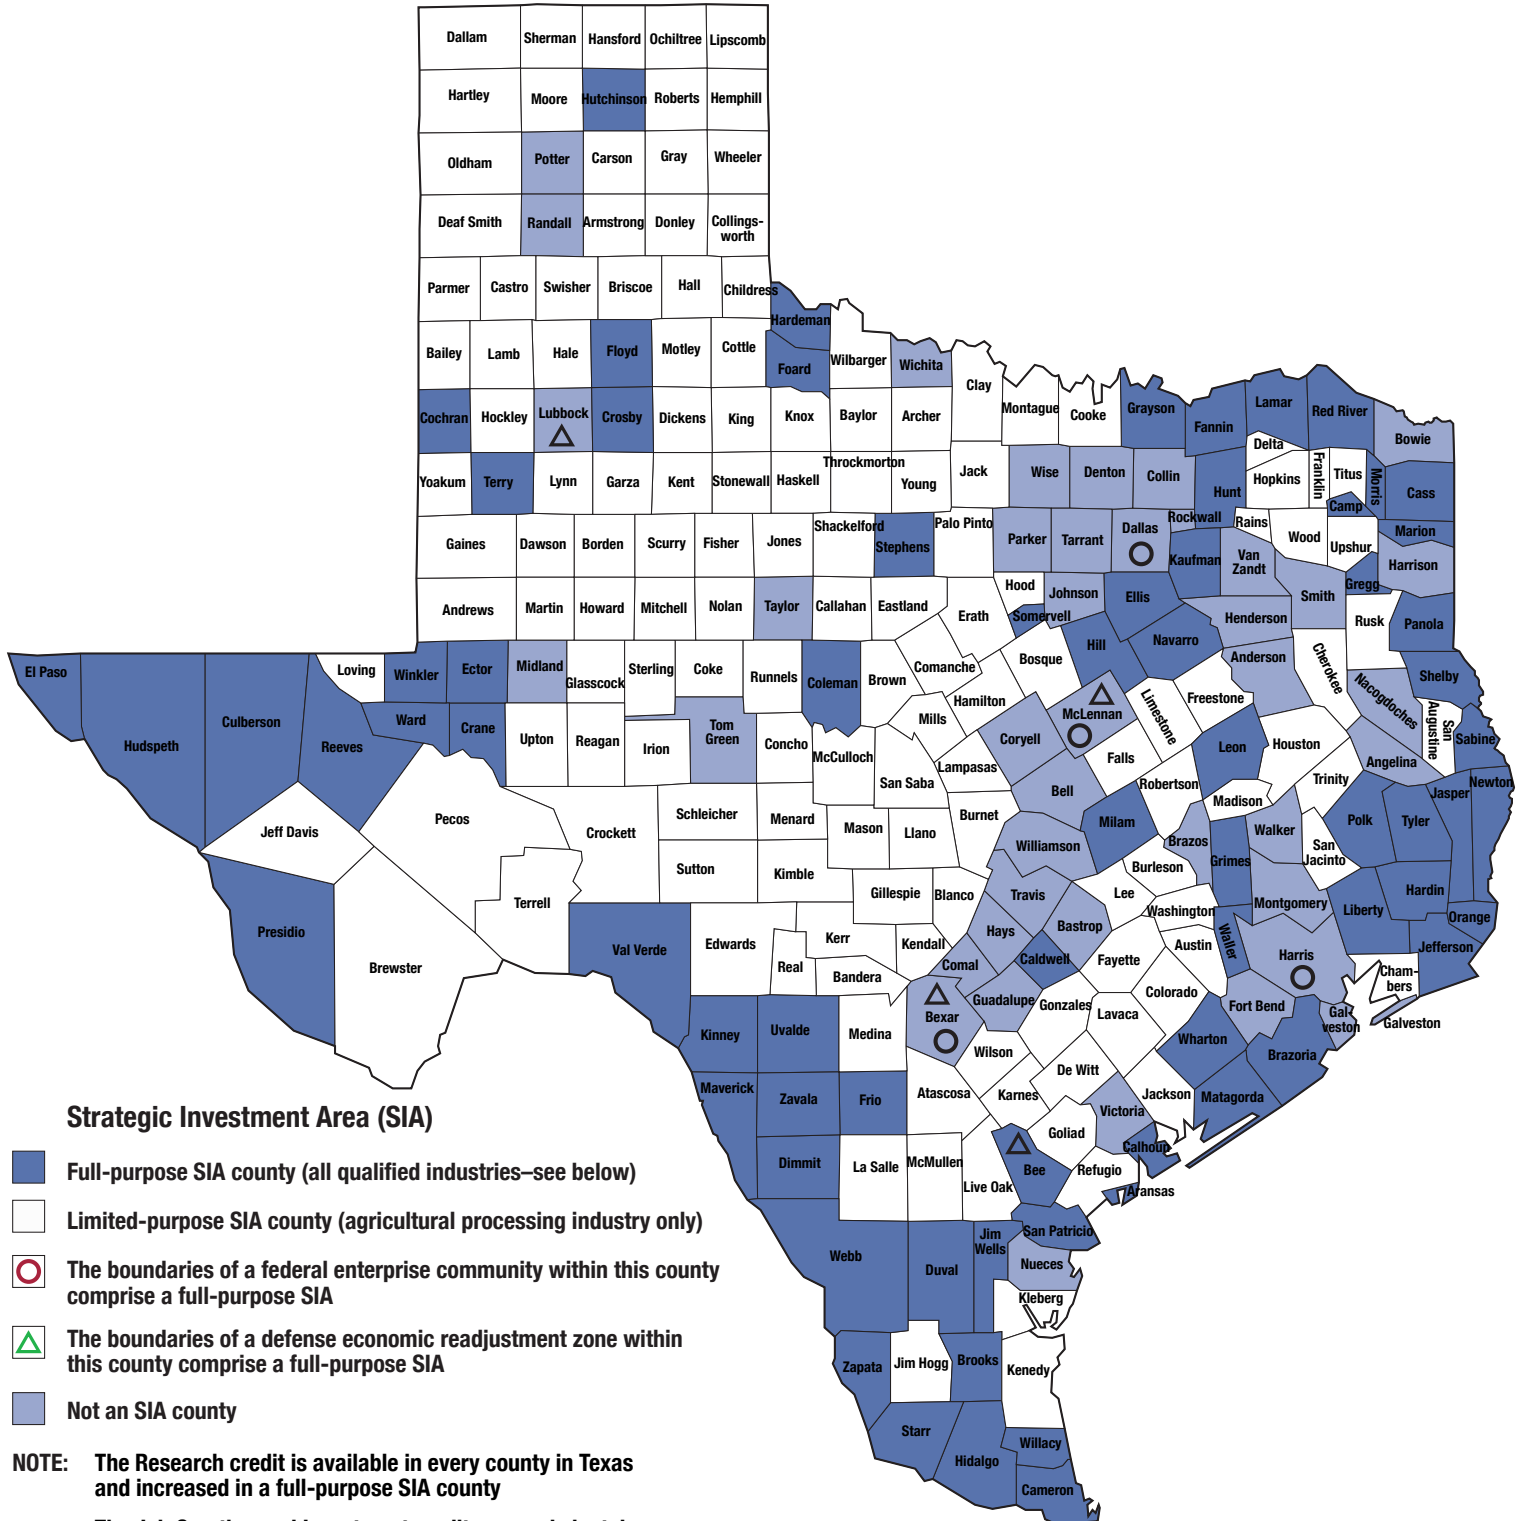 Dallam Sherman Hansford Ochiltree Lipscomb
Hartley Moore Hutchinson Roberts Hemphill
Oldham Potter Carson Gray Wheeler
Deaf Smith Randall Armstrong Donley Collings-
worth
Parmer Castro Swisher Briscoe Hall Childress
Hardeman
Bailey Lamb Hale Floyd Motley Cottle Foard Wilbarger Wichita
Clay Montague Cooke Grayson Fannin Lamar Red River Bowie
Cochran Hockley Lubbock Crosby Dickens King Knox Baylor Archer
Delta
Yoakum Terry Lynn Garza Kent Stonewall Haskell Throckmorton Young Jack Wise Denton Collin Hunt Hopkins Franklin Titus Morris Cass
Camp
Gaines Dawson Borden Scurry Fisher Jones Shackelford Stephens Palo Pinto Parker Tarrant Dallas Rockwall Rains Wood Upshur Marion
Kaufman Van
Zandt
Harrison
Gregg
Andrews Martin Howard Mitchell Nolan Taylor Callahan Eastland Erath Hood Johnson Ellis Smith
Somervell Henderson Rusk Panola
El Paso Loving Winkler Ector Midland Glasscock Sterling Coke Runnels Coleman Brown Comanche Bosque Hill Navarro Anderson Cherokee Shelby
Hudspeth Culberson Reeves Ward Crane Upton Reagan Irion Tom
Green
Concho McCulloch Mills Hamilton McLennan Limestone Freestone Nacogdoches San
Augustine
Sabine
San Saba Lampasas Coryell Falls Leon Houston Angelina
Jeff Davis Pecos Crockett Schleicher Menard Mason Llano Burnet Bell Milam Robertson Madison Trinity Polk Tyler Jasper Newton
Sutton Kimble Williamson Brazos Grimes Walker San
Jacinto
Burleson
Terrell Gillespie Blanco Travis Lee Washington Montgomery Liberty Hardin Orange
Presidio Brewster Val Verde Edwards Kerr Kendall Hays Bastrop Austin Waller Harris Jefferson
Real Bandera Comal Caldwell Fayette Cham-
bers
Kinney Uvalde Medina Bexar Guadalupe Gonzales Lavaca Colorado Fort Bend Gal-
veston
Galveston
Wilson Wharton Brazoria
Maverick Zavala Frio Atascosa Karnes De Witt Jackson Matagorda
Victoria
Dimmit La Salle McMullen Live Oak Bee Goliad Calhoun
Refugio
Aransas
Webb Duval Jim
Wells
San Patricio
Nueces
Kleberg
Zapata Jim Hogg Brooks Kenedy
Starr Hidalgo Willacy
Cameron
Strategic Investment Area (SIA)
Full-purpose SIA county (all qualified industries–see below)
Limited-purpose SIA county (agricultural processing industry only)
The boundaries of a federal enterprise community within this county
comprise a full-purpose SIA
The boundaries of a defense economic readjustment zone within
this county comprise a full-purpose SIA
Not an SIA county
NOTE: The Research credit is available in every county in Texas
and increased in a full-purpose SIA county